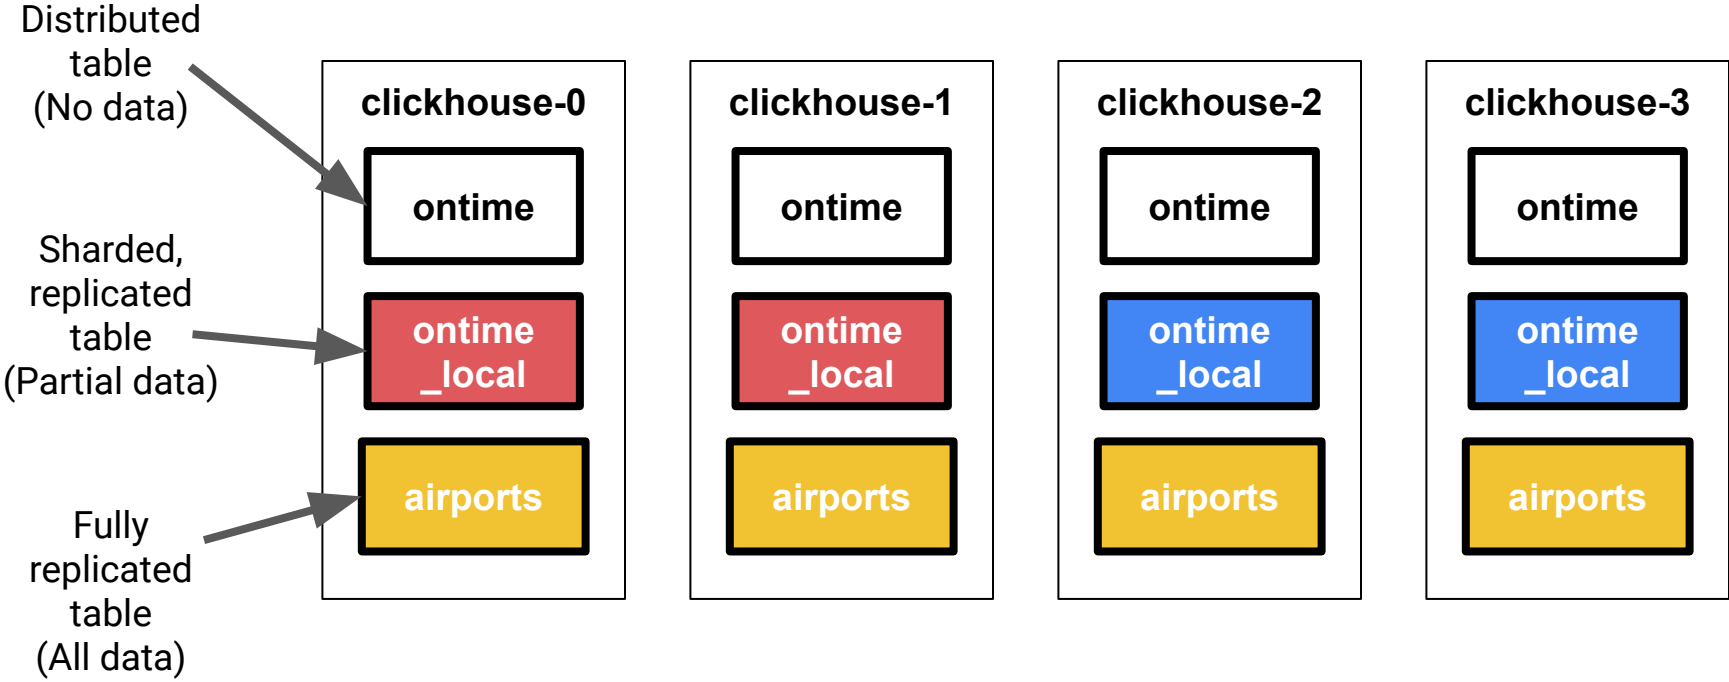 Distributed
table
(No data)
Sharded,
replicated
table
(Partial data)
Fully
replicated
table
(All data)
clickhouse-0
ontime
ontime
_local
airports
clickhouse-1
ontime
ontime
_local
airports
clickhouse-2
ontime
ontime
_local
airports
clickhouse-3
ontime
ontime
_local
airports